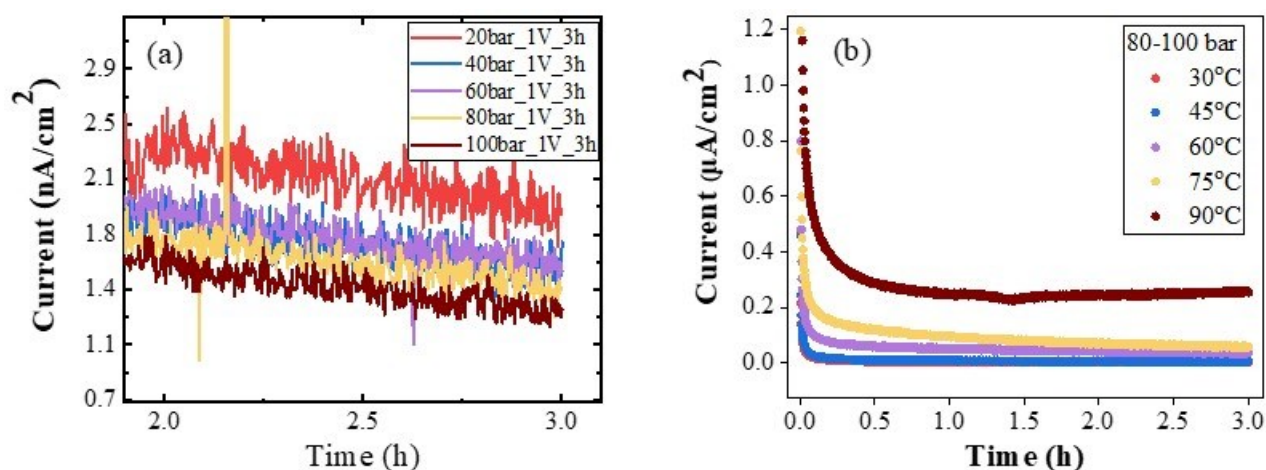 (a)
20bar_1V_3h
40bar_1V_3h
60bar_1V_3h
80bar_1V_3h
100bar_1V_3h
Current (nA/cm²)
2.9
2.5
2.1
1.8
1.4
1.1
0.7
2.0
2.5
3.0
Time (h)
(b)
80-100 bar
30°C
45°C
60°C
75°C
90°C
Current (μA/cm²)
1.2
1.0
0.8
0.6
0.4
0.2
0.0
0.0
0.5
1.0
1.5
2.0
2.5
3.0
Time (h)